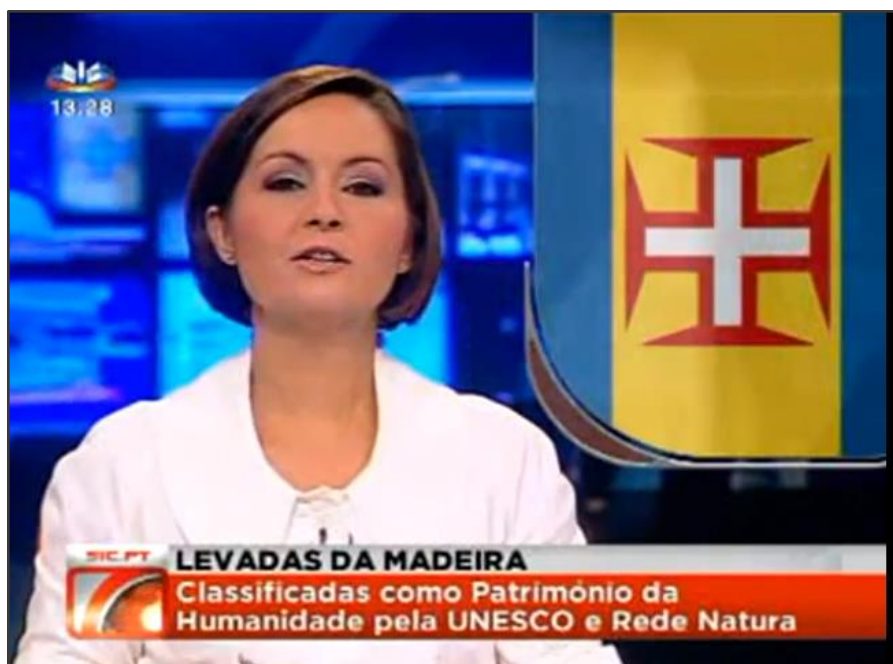 SIC
13.28
SIC.PT
LEVADAS DA MADEIRA
Classificadas como Património da
Humanidade pela UNESCO e Rede Natura